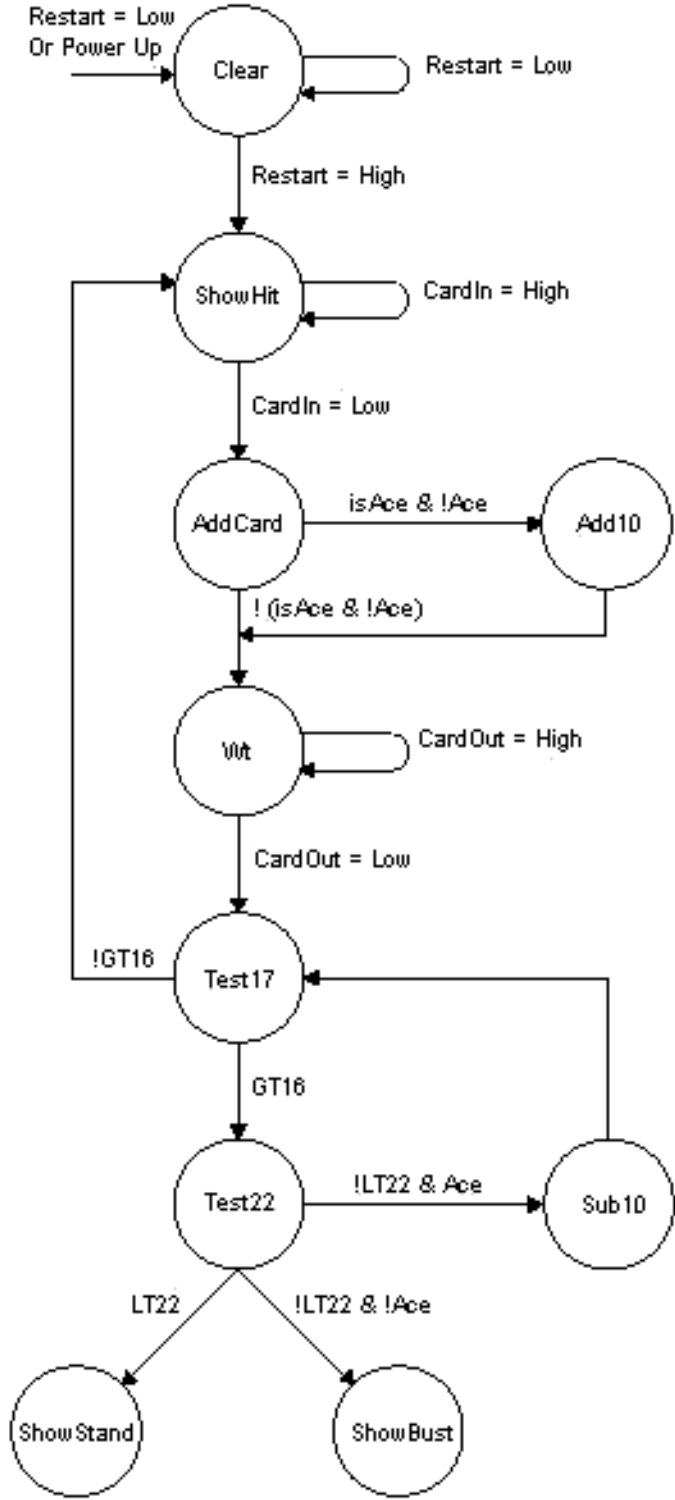 Restart = Low
Or Power Up
Clear
Restart = Low
Restart = High
ShowHit
CardIn = High
CardIn = Low
AddCard
isAce & !Ace
Add10
! (isAce & !Ace)
Wt
CardOut = High
CardOut = Low
!GT16
Test17
GT16
Test22
!LT22 & Ace
Sub10
LT22
!LT22 & !Ace
ShowStand
ShowBust